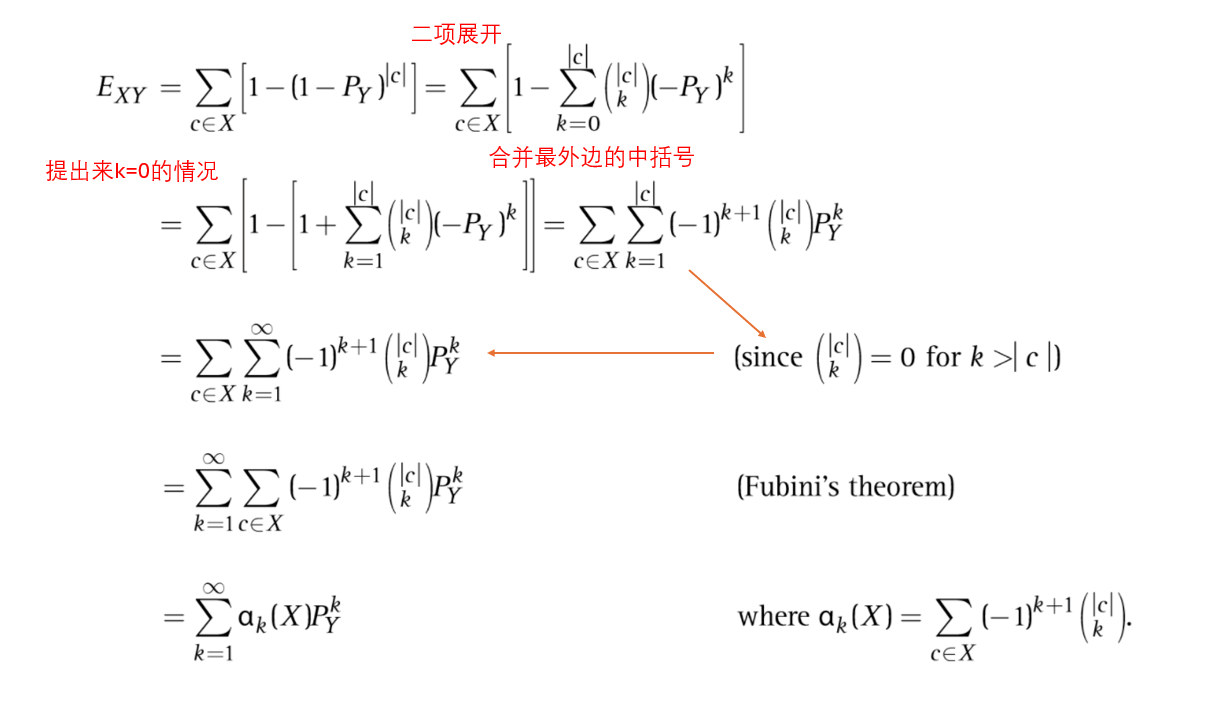 二项展开
$E_{XY} = \sum_{c \in X} \left[ 1 - (1 - P_Y)^{|c|} \right] = \sum_{c \in X} \left[ 1 - \sum_{k=0}^{|c|} \binom{|c|}{k} (-P_Y)^k \right]$
提出来k=0的情况
合并最外边的中括号
$= \sum_{c \in X} \left[ 1 - \left[ 1 + \sum_{k=1}^{|c|} \binom{|c|}{k} (-P_Y)^k \right] \right] = \sum_{c \in X} \sum_{k=1}^{|c|} (-1)^{k+1} \binom{|c|}{k} P_Y^k$
$= \sum_{c \in X} \sum_{k=1}^{\infty} (-1)^{k+1} \binom{|c|}{k} P_Y^k$ (since $\binom{|c|}{k} = 0$ for $k > | c |$)
$= \sum_{k=1}^{\infty} \sum_{c \in X} (-1)^{k+1} \binom{|c|}{k} P_Y^k$ (Fubini's theorem)
$= \sum_{k=1}^{\infty} α_k(X) P_Y^k$ where $α_k(X) = \sum_{c \in X} (-1)^{k+1} \binom{|c|}{k}.$